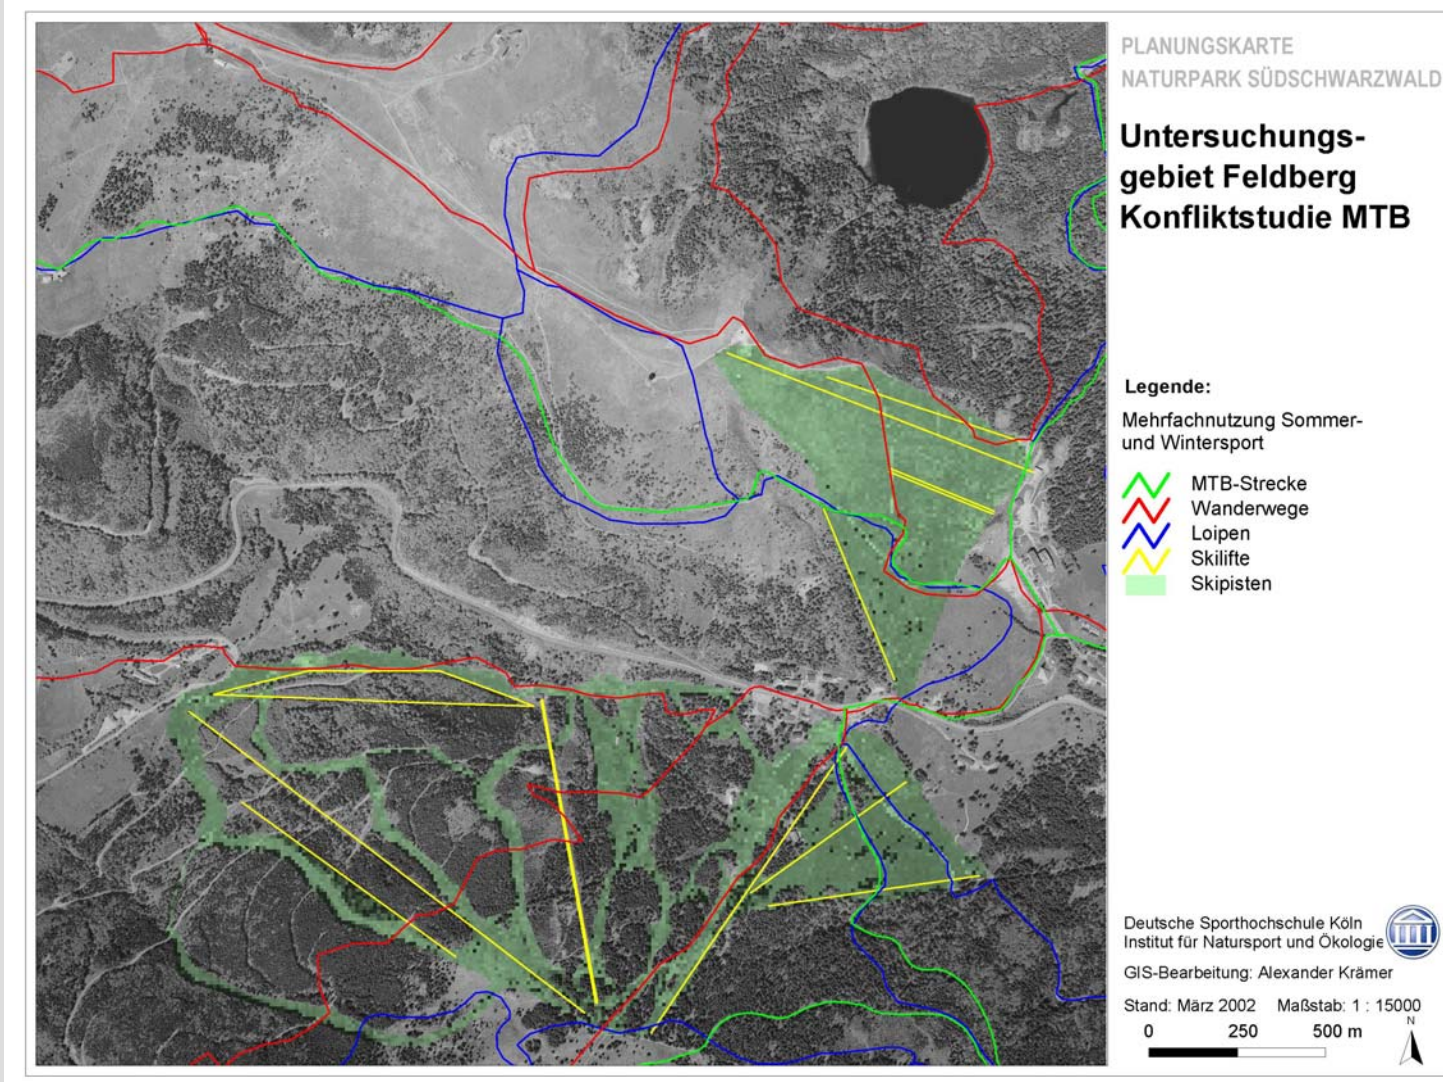 PLANUNGSKARTE
NATURPARK SÜDSCHWARZWALD
Untersuchungs-
gebiet Feldberg
Konfliktstudie MTB
Legende:
Mehrfachnutzung Sommer-
und Wintersport
MTB-Strecke
Wanderwege
Loipen
Skilifte
Skipisten
Deutsche Sporthochschule Köln
Institut für Natursport und Ökologie
GIS-Bearbeitung: Alexander Krämer
Stand: März 2002 Maßstab: 1 : 15000
0 250 500 m
N